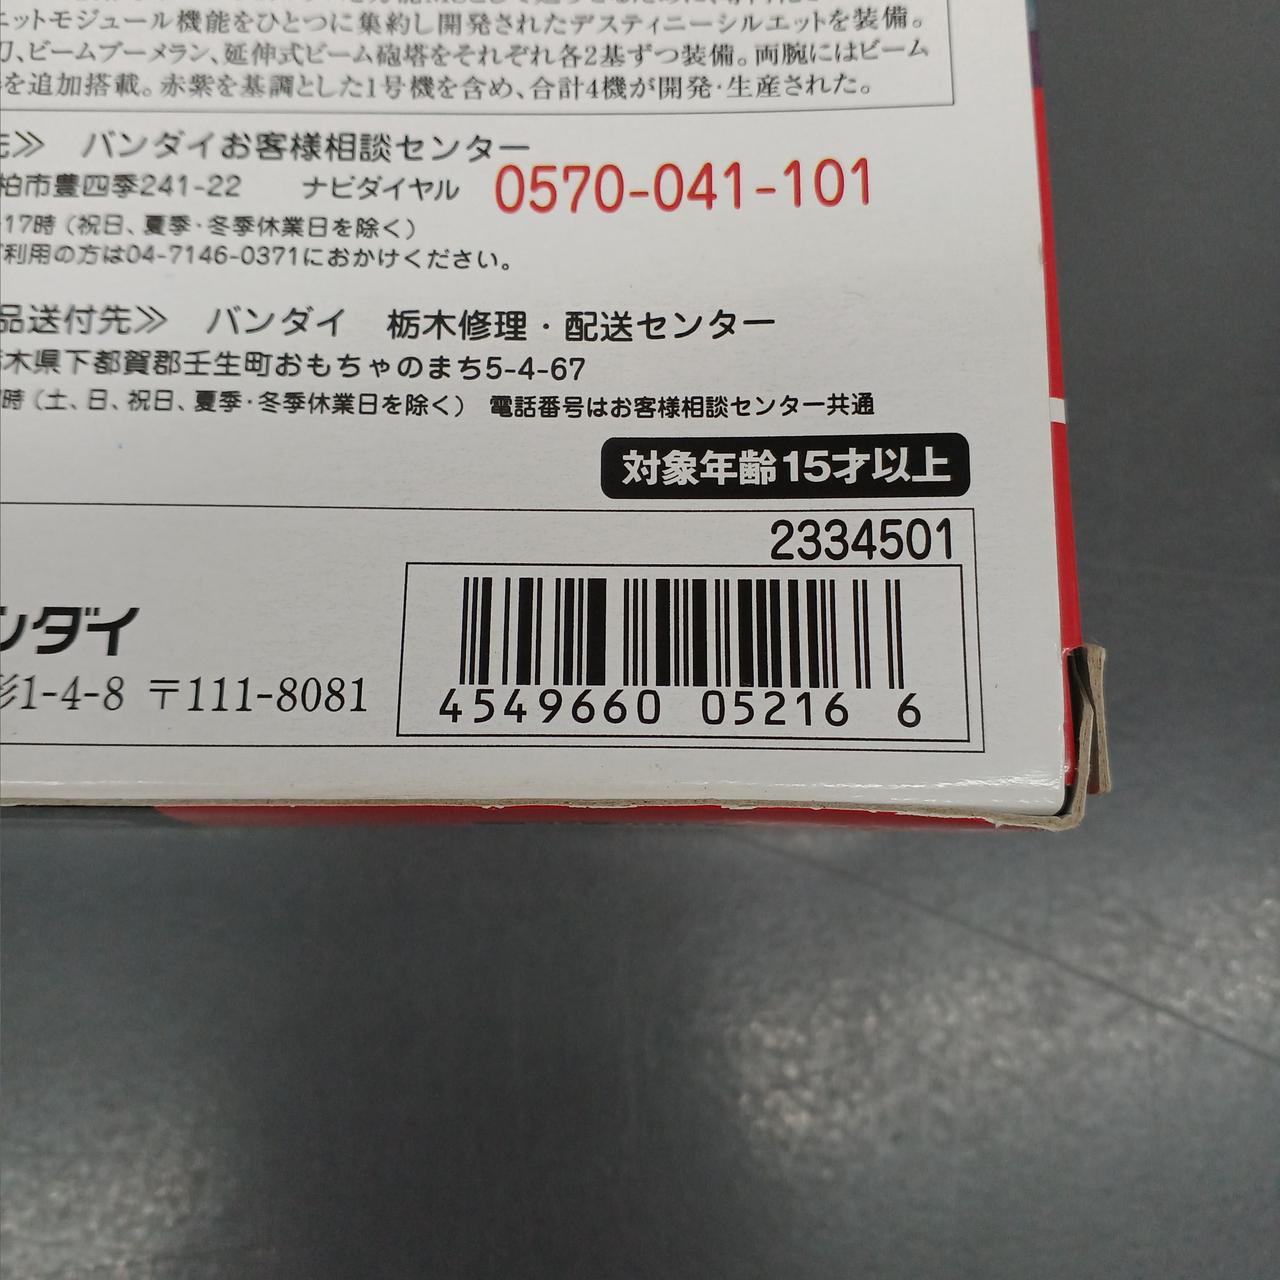 ェットモジュール機能をひとつに集約し開発されたデスティニーシルエットを装備。
刀、ビームブーメラン、延伸式ビーム砲塔をそれぞれ各2基ずつ装備。両腕にはビーム
を追加搭載。赤紫を基調とした1号機を含め、合計4機が開発・生産された。
先≫ バンダイお客様相談センター
柏市豊四季241-22 ナビダイヤル 0570-041-101
17時（祝日、夏季・冬季休業日を除く）
利用の方は04-7146-0371におかけください。
品送付先≫ バンダイ 栃木修理・配送センター
木県下都賀郡壬生町おもちゃのまち5-4-67
時（土、日、祝日、夏季・冬季休業日を除く） 電話番号はお客様相談センター共通
対象年齢15才以上
2334501
ンダイ
形1-4-8 〒111-8081
4549660 05216 6